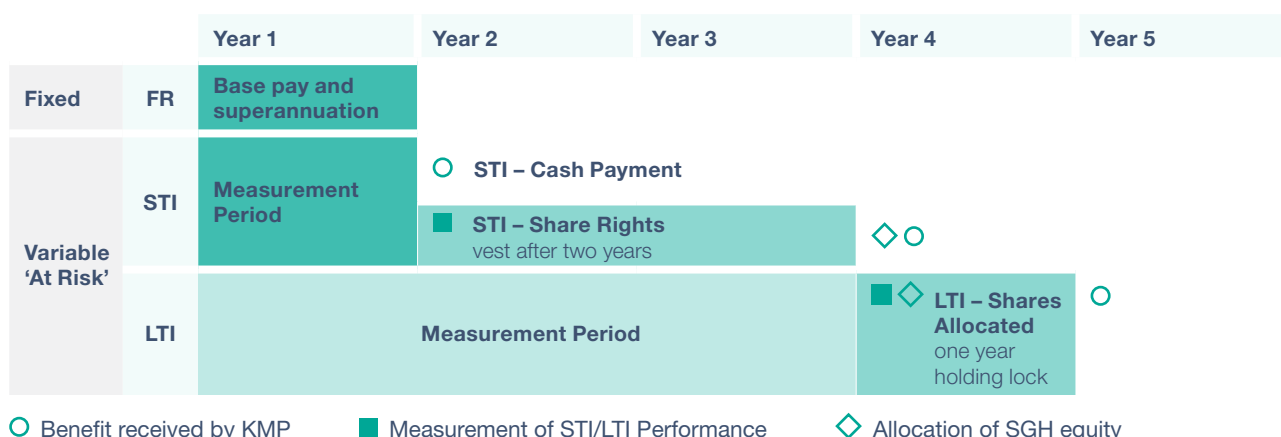 Year 1 Year 2 Year 3 Year 4 Year 5
Fixed FR Base pay and
superannuation
Variable
‘At Risk’
STI
Measurement
Period
STI – Cash Payment
STI – Share Rights
vest after two years
LTI
Measurement Period
LTI – Shares
Allocated
one year
holding lock
Benefit received by KMP Measurement of STI/LTI Performance Allocation of SGH equity